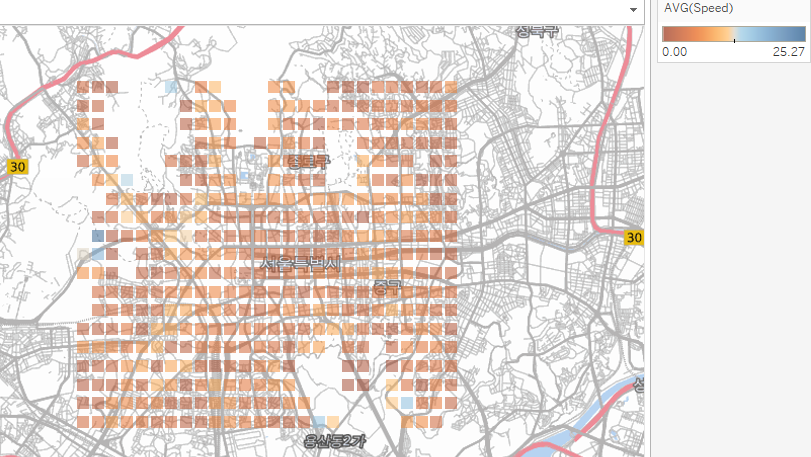 AVG(Speed)
0.00 25.27
성북구
30
종로구
30
서울특별시
중구
용산동2가